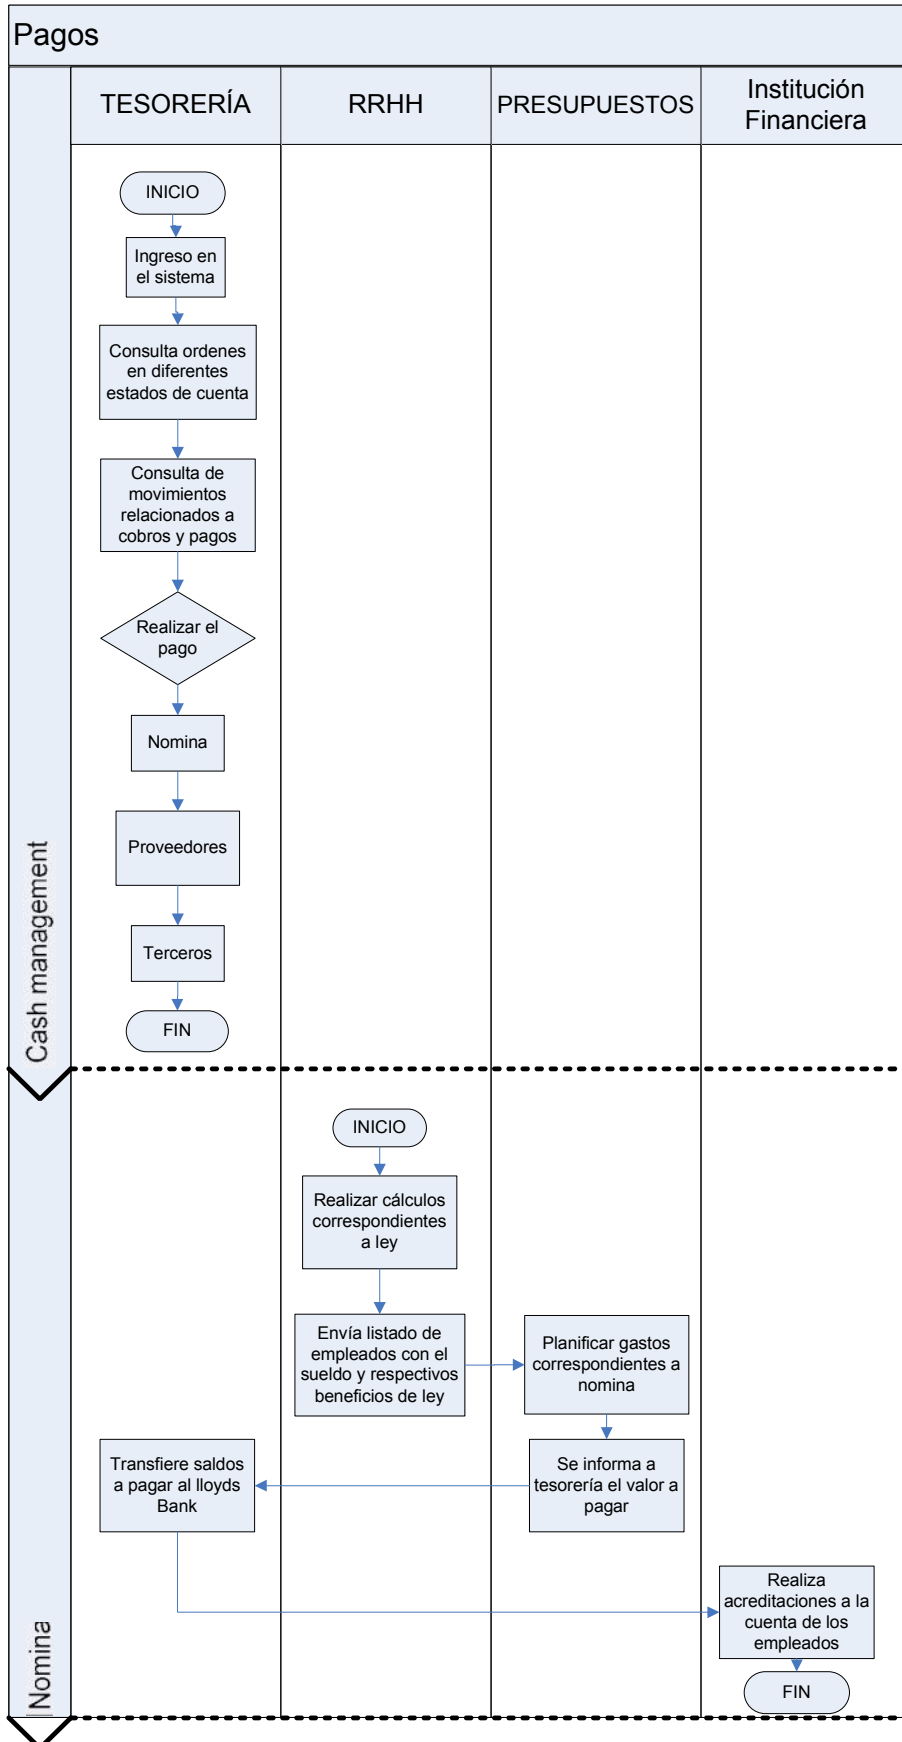 Pagos
TESORERÍA
RRHH
PRESUPUESTOS
Institución
Financiera
Cash management
INICIO
Ingreso en
el sistema
Consulta ordenes
en diferentes
estados de cuenta
Consulta de
movimientos
relacionados a
cobros y pagos
Realizar el
pago
Nomina
Proveedores
Terceros
FIN
Nomina
INICIO
Realizar cálculos
correspondientes
a ley
Envía listado de
empleados con el
sueldo y respectivos
beneficios de ley
Planificar gastos
correspondientes a
nomina
Se informa a
tesorería el valor a
pagar
Transfiere saldos
a pagar al lloyds
Bank
Realiza
acreditaciones a la
cuenta de los
empleados
FIN